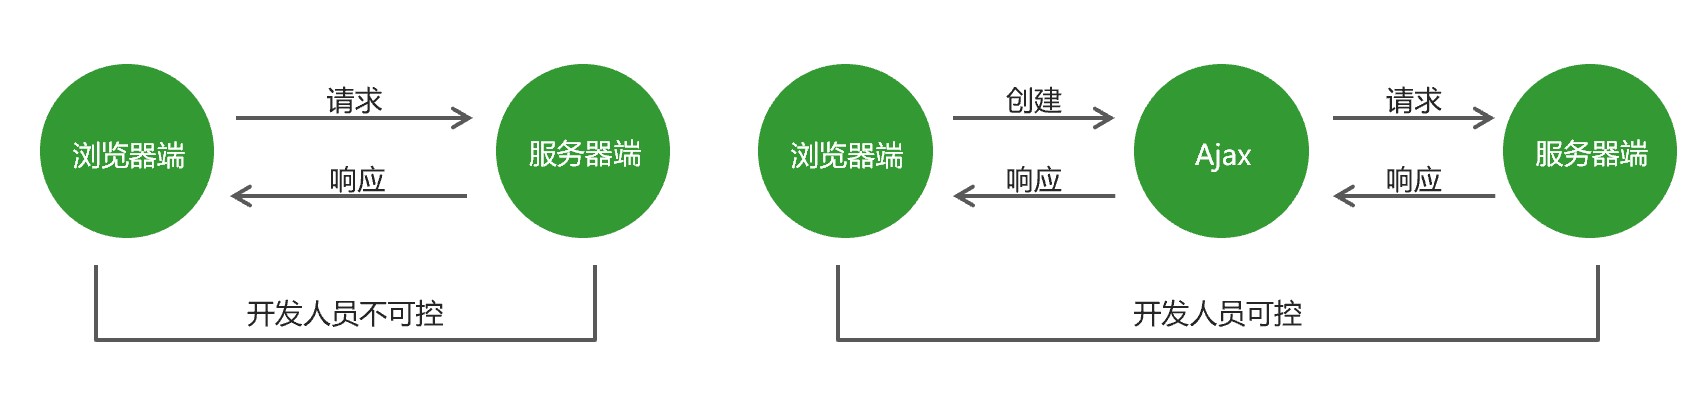 请求
浏览器端
服务器端
响应
开发人员不可控
创建
请求
浏览器端
Ajax
服务器端
响应
响应
开发人员可控